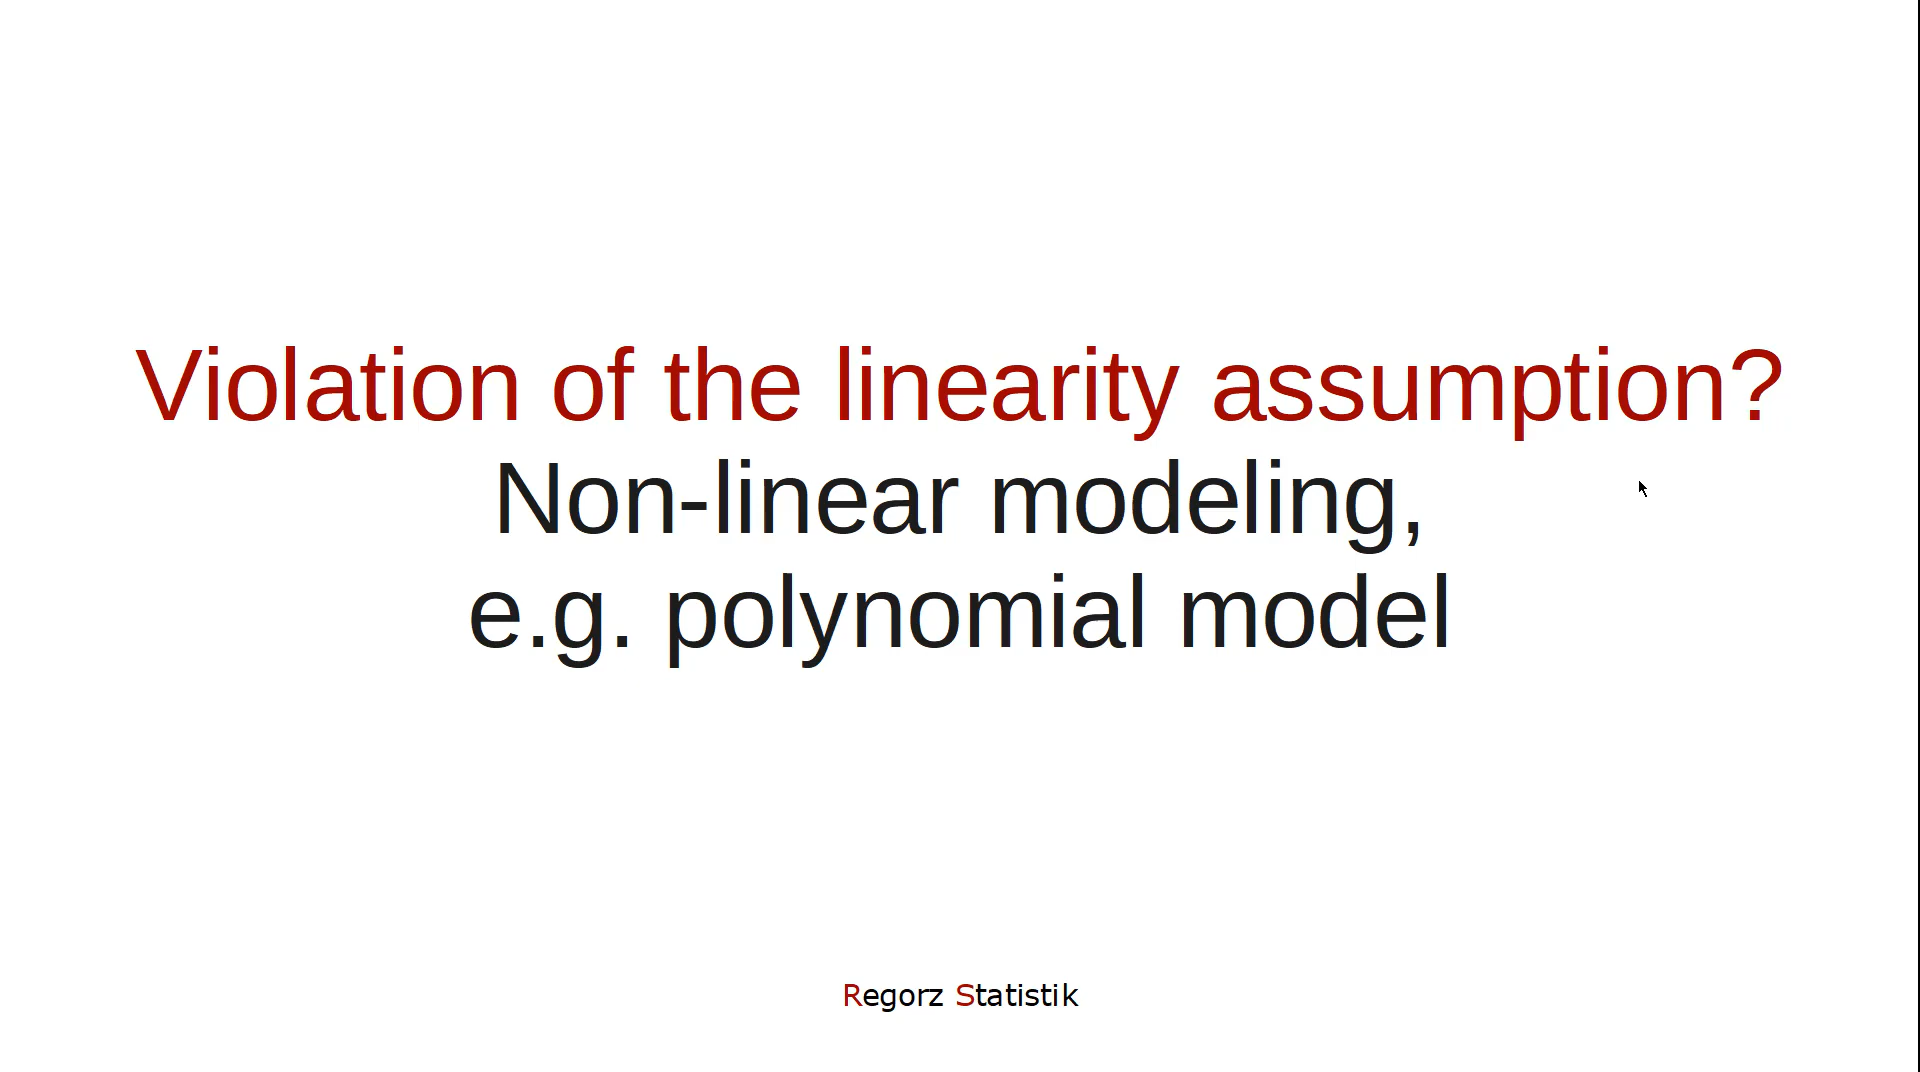 Violation of the linearity assumption?
Non-linear modeling,
e.g. polynomial model
Regorz Statistik